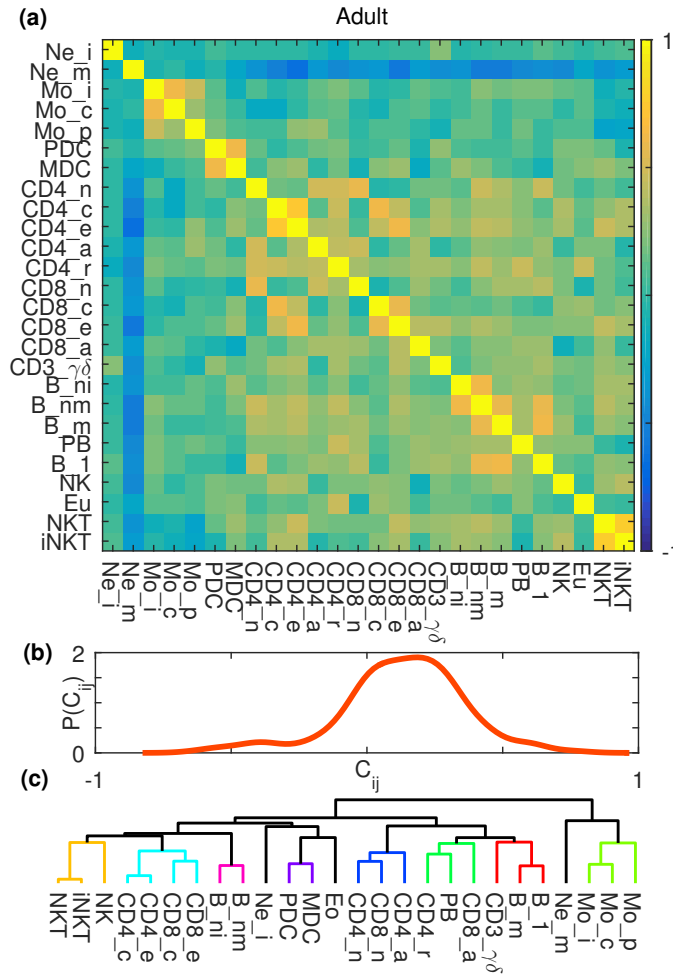 (a)
Adult
Ne_i
Ne_m
Mo_i
Mo_c
Mo_p
PDC
MDC
CD4_n
CD4_c
CD4_e
CD4_a
CD4_r
CD8_n
CD8_c
CD8_e
CD8_a
CD3_γδ
B_ni
B_nm
B_m
PB
B_1
NK
Eu
NKT
iNKT
1
-1
Ne_i
Ne_m
Mo_i
Mo_c
Mo_p
PDC
MDC
CD4_n
CD4_c
CD4_e
CD4_a
CD4_r
CD8_n
CD8_c
CD8_e
CD8_a
CD3_γδ
B_ni
B_nm
B_m
PB
B_1
NK
Eu
NKT
iNKT
(b)
P(C_ij)
2
0
-1
C_ij
1
(c)
NKT
iNKT
NK
CD4_c
CD4_e
CD8_c
CD8_e
B_ni
B_nm
Ne_i
PDC
MDC
Eo
CD4_n
CD8_n
CD4_a
CD4_r
PB
CD8_a
CD3_γδ
B_m
B_1
Ne_m
Mo_i
Mo_c
Mo_p